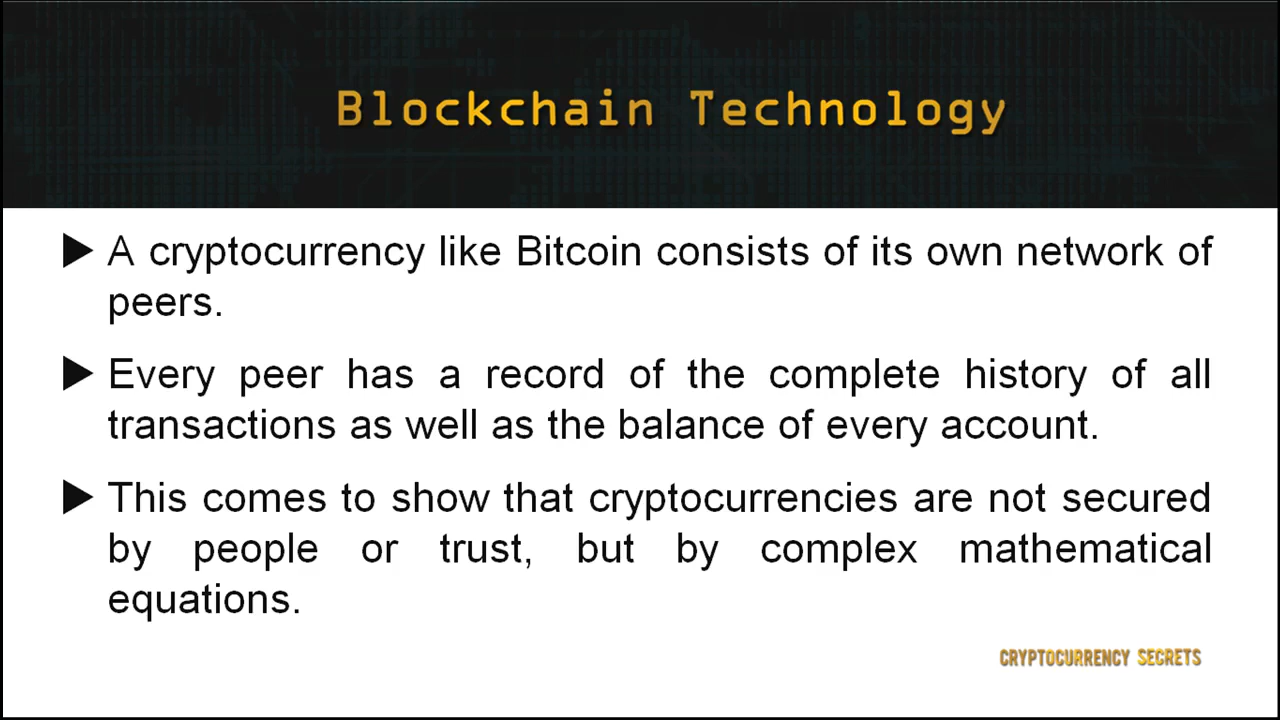 Blockchain Technology
A cryptocurrency like Bitcoin consists of its own network of
peers.
Every peer has a record of the complete history of all
transactions as well as the balance of every account.
This comes to show that cryptocurrencies are not secured
by people or trust, but by complex mathematical
equations.
CRYPTOCURRENCY SECRETS